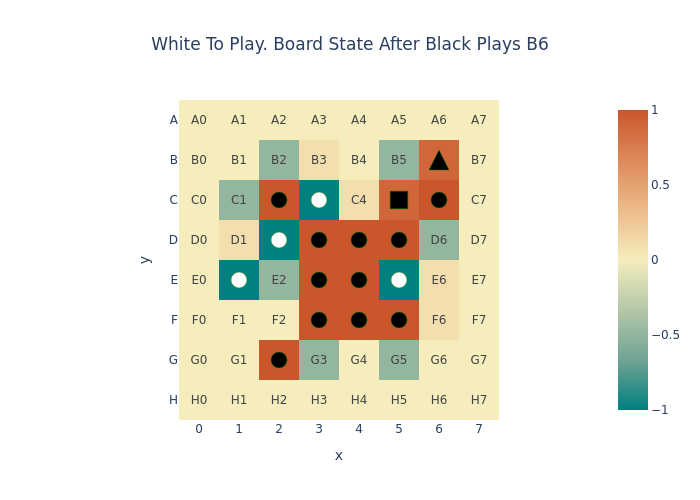 White To Play. Board State After Black Plays B6
A A0 A1 A2 A3 A4 A5 A6 A7
B B0 B1 B2 B3 B4 B5 B7
C C0 C1 C4 C7
D D0 D1 D6 D7
E E0 E2 E6 E7
F F0 F1 F2 F6 F7
G G0 G1 G3 G4 G5 G6 G7
H H0 H1 H2 H3 H4 H5 H6 H7
0 1 2 3 4 5 6 7
x
y
1
0.5
0
−0.5
−1